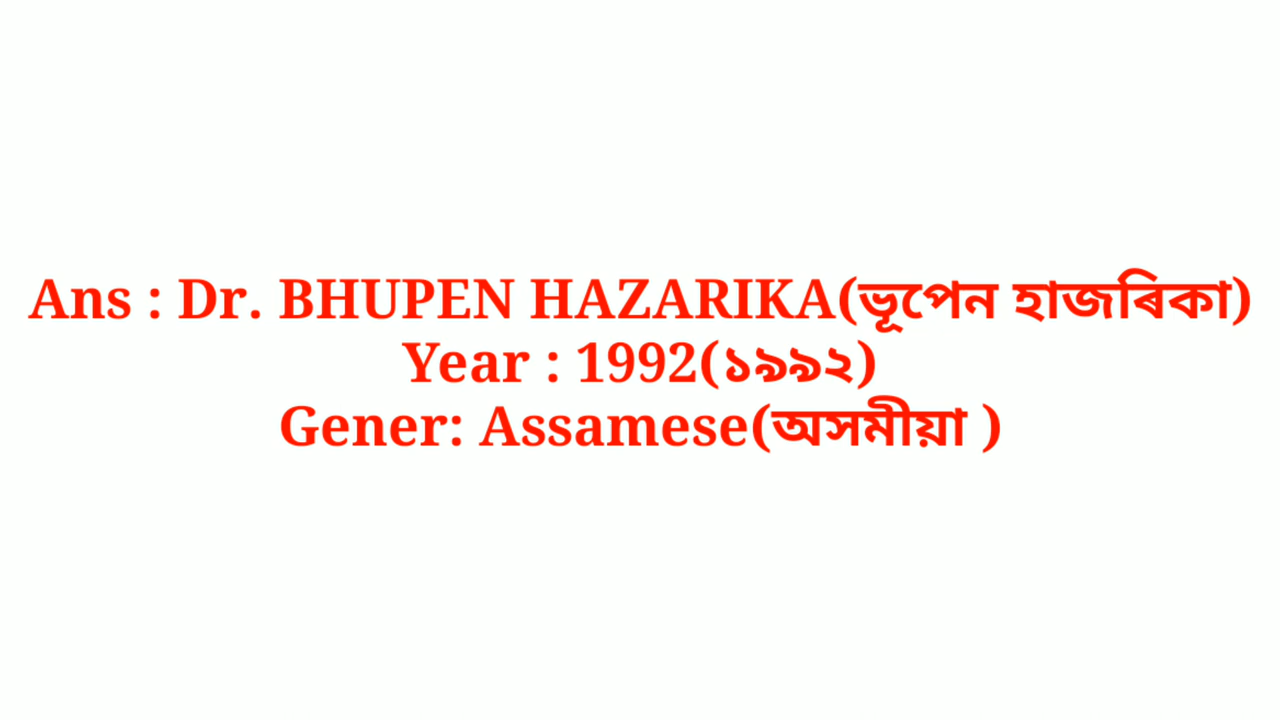 Ans : Dr. BHUPEN HAZARIKA(ভূপেন হাজৰিকা)
Year : 1992(১৯৯২)
Gener: Assamese(অসমীয়া )